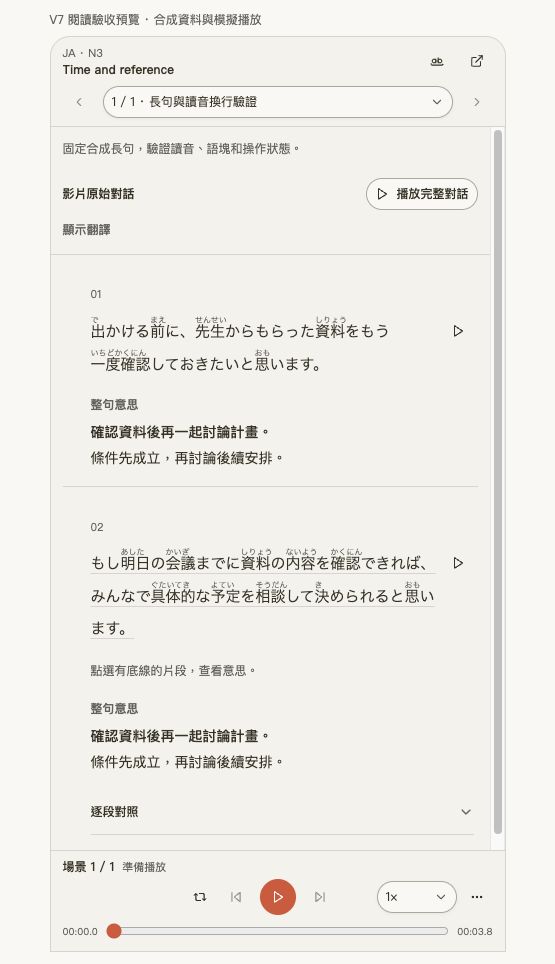 V7 閱讀驗收預覽 · 合成資料與模擬播放
JA · N3
Time and reference
ab
1 / 1 · 長句與讀音換行驗證
固定合成長句，驗證讀音、語塊和操作狀態。
影片原始對話
播放完整對話
顯示翻譯
01
で まえ せんせい しりょう
出かける前に、先生からもらった資料をもう
いちどかくにん おも
一度確認しておきたいと思います。
整句意思
確認資料後再一起討論計畫。
條件先成立，再討論後續安排。
02
あした かいぎ しりょう ないよう かくにん
もし明日の会議までに資料の内容を確認できれば、
ぐたいてき よてい そうだん き おも
みんなで具体的な予定を相談して決められると思い
ます。
點選有底線的片段，查看意思。
整句意思
確認資料後再一起討論計畫。
條件先成立，再討論後續安排。
逐段對照
場景 1 / 1 準備播放
1x
00:00.0
00:03.8